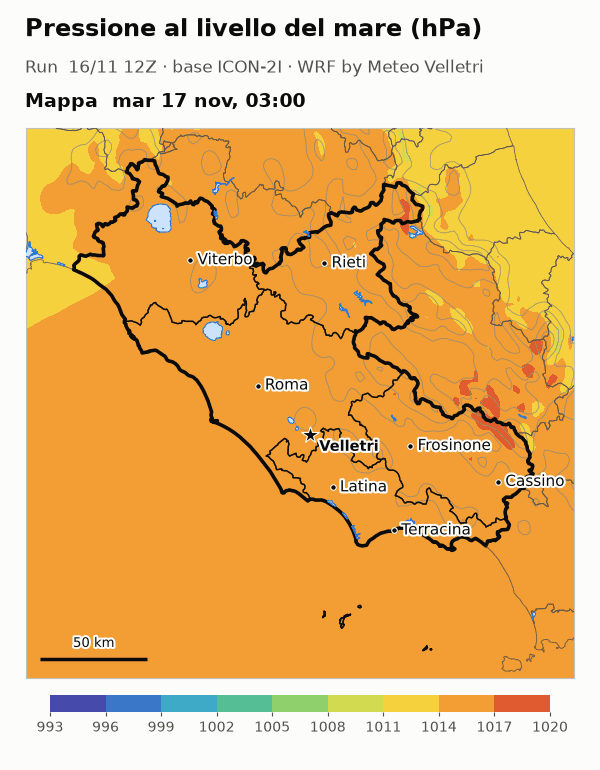 Pressione al livello del mare (hPa)
Run  16/11 12Z · base ICON-2I · WRF by Meteo Velletri
Mappa  mar 17 nov, 03:00
Viterbo
Rieti
Roma
Velletri
Frosinone
Latina
Cassino
Terracina
50 km
993 996 999 1002 1005 1008 1011 1014 1017 1020